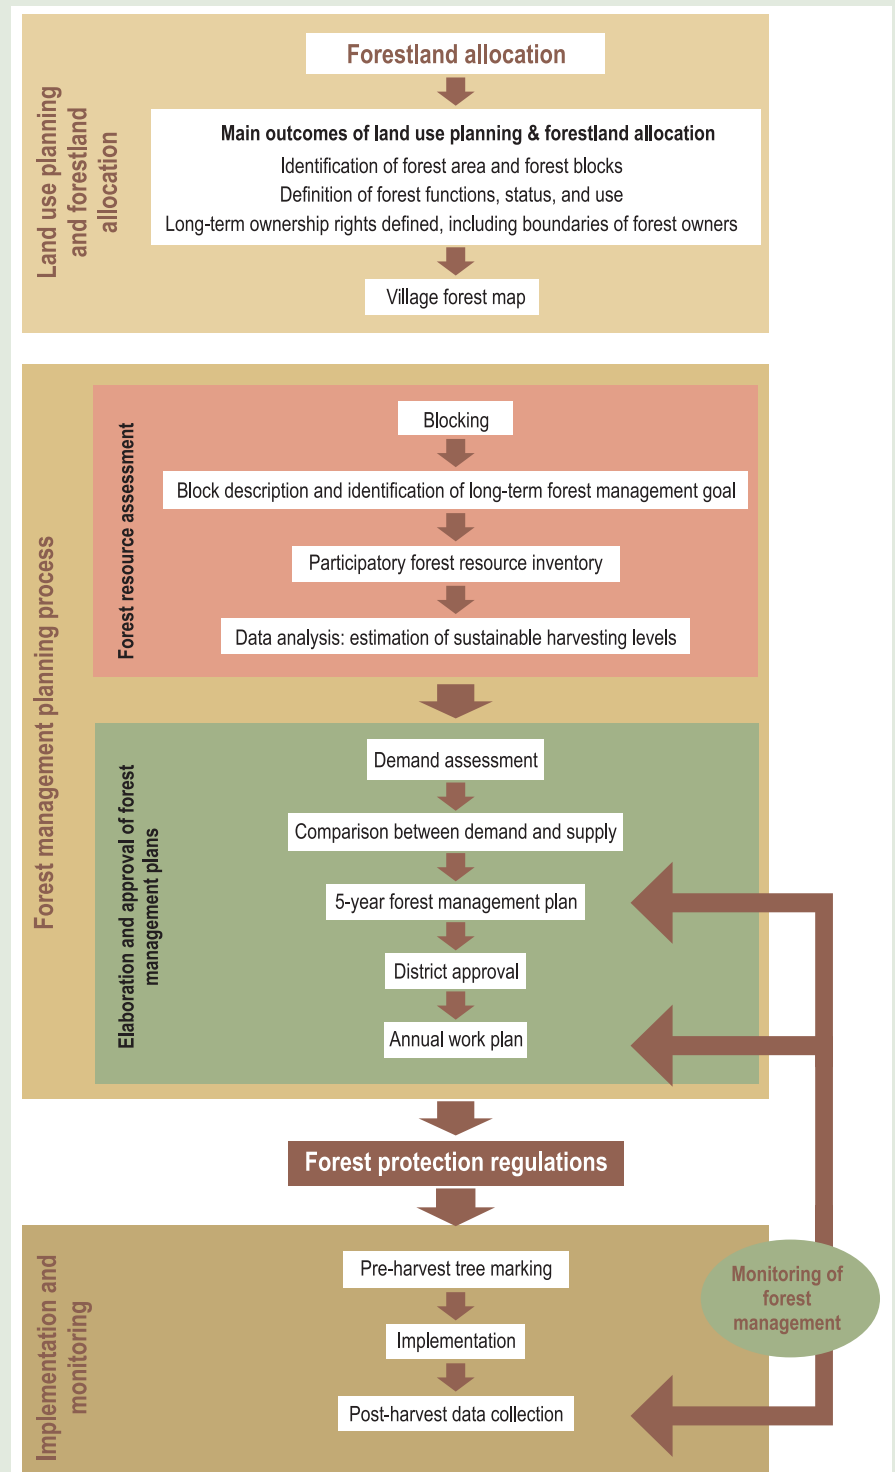 Land use planning
and forestland
allocation
Forestland allocation
Main outcomes of land use planning & forestland allocation
Identification of forest area and forest blocks
Definition of forest functions, status, and use
Long-term ownership rights defined, including boundaries of forest owners
Village forest map
Forest management planning process
Forest resource assessment
Blocking
Block description and identification of long-term forest management goal
Participatory forest resource inventory
Data analysis: estimation of sustainable harvesting levels
Elaboration and approval of forest
management plans
Demand assessment
Comparison between demand and supply
5-year forest management plan
District approval
Annual work plan
Forest protection regulations
Implementation and
monitoring
Pre-harvest tree marking
Implementation
Post-harvest data collection
Monitoring of
forest
management